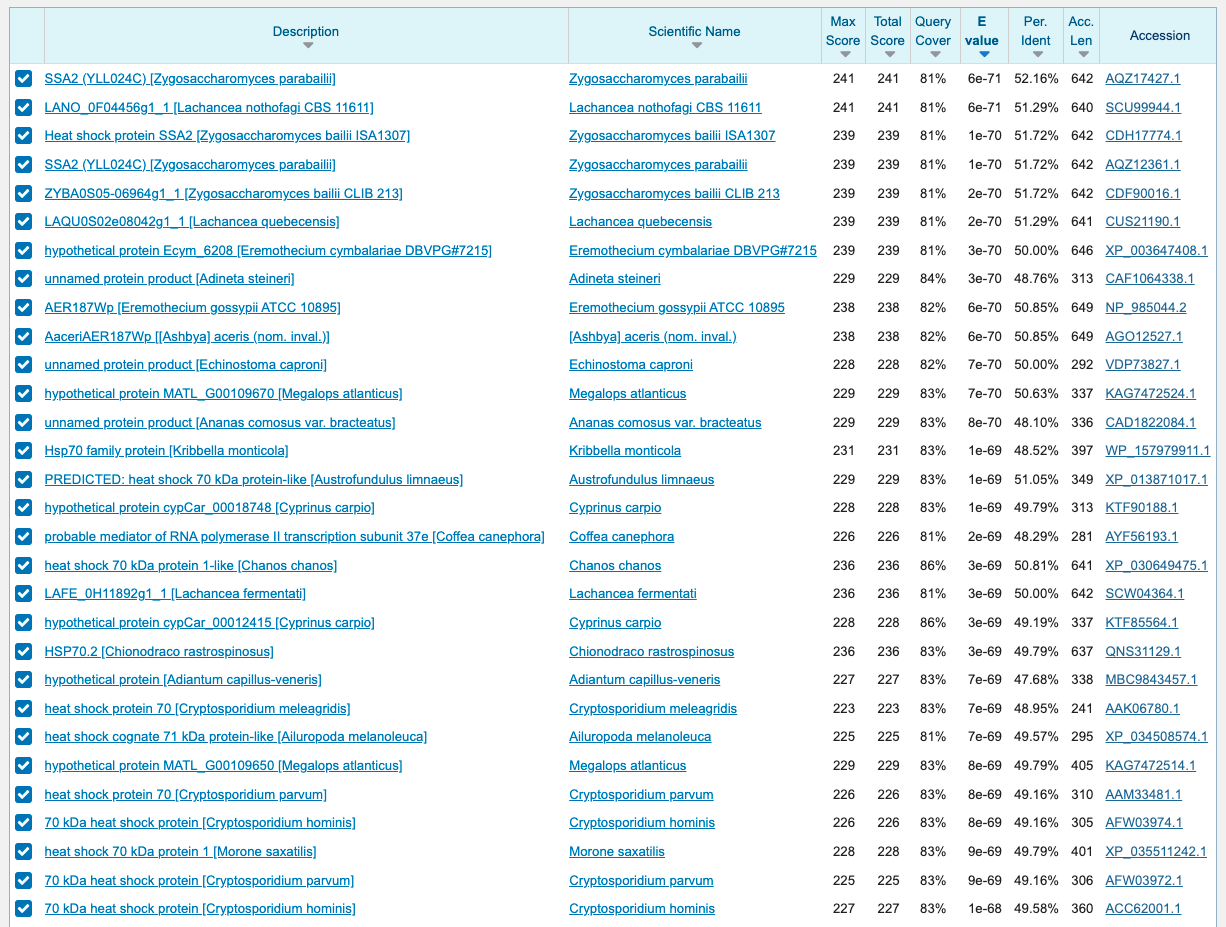 Description Scientific Name Max Score Total Score Query Cover E value Per. Ident Acc. Len Accession
SSA2 (YLL024C) [Zygosaccharomyces parabailii] Zygosaccharomyces parabailii 241 241 81% 6e-71 52.16% 642 AQZ17427.1
LANO_0F04456g1_1 [Lachancea nothofagi CBS 11611] Lachancea nothofagi CBS 11611 241 241 81% 6e-71 51.29% 640 SCU99944.1
Heat shock protein SSA2 [Zygosaccharomyces bailii ISA1307] Zygosaccharomyces bailii ISA1307 239 239 81% 1e-70 51.72% 642 CDH17774.1
SSA2 (YLL024C) [Zygosaccharomyces parabailii] Zygosaccharomyces parabailii 239 239 81% 1e-70 51.72% 642 AQZ12361.1
ZYBA0S05-06964g1_1 [Zygosaccharomyces bailii CLIB 213] Zygosaccharomyces bailii CLIB 213 239 239 81% 2e-70 51.72% 642 CDF90016.1
LAQU0S02e08042g1_1 [Lachancea quebecensis] Lachancea quebecensis 239 239 81% 2e-70 51.29% 641 CUS21190.1
hypothetical protein Ecym_6208 [Eremothecium cymbalariae DBVPG#7215] Eremothecium cymbalariae DBVPG#7215 239 239 81% 3e-70 50.00% 646 XP_003647408.1
unnamed protein product [Adineta steineri] Adineta steineri 229 229 84% 3e-70 48.76% 313 CAF1064338.1
AER187Wp [Eremothecium gossypii ATCC 10895] Eremothecium gossypii ATCC 10895 238 238 82% 6e-70 50.85% 649 NP_985044.2
AaceriAER187Wp [[Ashbya] aceris (nom. inval.)] [Ashbya] aceris (nom. inval.) 238 238 82% 6e-70 50.85% 649 AGO12527.1
unnamed protein product [Echinostoma caproni] Echinostoma caproni 228 228 82% 7e-70 50.00% 292 VDP73827.1
hypothetical protein MATL_G00109670 [Megalops atlanticus] Megalops atlanticus 229 229 83% 7e-70 50.63% 337 KAG7472524.1
unnamed protein product [Ananas comosus var. bracteatus] Ananas comosus var. bracteatus 229 229 83% 8e-70 48.10% 336 CAD1822084.1
Hsp70 family protein [Kribbella monticola] Kribbella monticola 231 231 83% 1e-69 48.52% 397 WP_157979911.1
PREDICTED: heat shock 70 kDa protein-like [Austrofundulus limnaeus] Austrofundulus limnaeus 229 229 83% 1e-69 51.05% 349 XP_013871017.1
hypothetical protein cypCar_00018748 [Cyprinus carpio] Cyprinus carpio 228 228 83% 1e-69 49.79% 313 KTF90188.1
probable mediator of RNA polymerase II transcription subunit 37e [Coffea canephora] Coffea canephora 226 226 81% 2e-69 48.29% 281 AYF56193.1
heat shock 70 kDa protein 1-like [Chanos chanos] Chanos chanos 236 236 86% 3e-69 50.81% 641 XP_030649475.1
LAFE_0H11892g1_1 [Lachancea fermentati] Lachancea fermentati 236 236 81% 3e-69 50.00% 642 SCW04364.1
hypothetical protein cypCar_00012415 [Cyprinus carpio] Cyprinus carpio 228 228 86% 3e-69 49.19% 337 KTF85564.1
HSP70.2 [Chionodraco rastrospinosus] Chionodraco rastrospinosus 236 236 83% 3e-69 49.79% 637 QNS31129.1
hypothetical protein [Adiantum capillus-veneris] Adiantum capillus-veneris 227 227 83% 7e-69 47.68% 338 MBC9843457.1
heat shock protein 70 [Cryptosporidium meleagridis] Cryptosporidium meleagridis 223 223 83% 7e-69 48.95% 241 AAK06780.1
heat shock cognate 71 kDa protein-like [Ailuropoda melanoleuca] Ailuropoda melanoleuca 225 225 81% 7e-69 49.57% 295 XP_034508574.1
hypothetical protein MATL_G00109650 [Megalops atlanticus] Megalops atlanticus 229 229 83% 8e-69 49.79% 405 KAG7472514.1
heat shock protein 70 [Cryptosporidium parvum] Cryptosporidium parvum 226 226 83% 8e-69 49.16% 310 AAM33481.1
70 kDa heat shock protein [Cryptosporidium hominis] Cryptosporidium hominis 226 226 83% 8e-69 49.16% 305 AFW03974.1
heat shock 70 kDa protein 1 [Morone saxatilis] Morone saxatilis 228 228 83% 9e-69 49.79% 401 XP_035511242.1
70 kDa heat shock protein [Cryptosporidium parvum] Cryptosporidium parvum 225 225 83% 9e-69 49.16% 306 AFW03972.1
70 kDa heat shock protein [Cryptosporidium hominis] Cryptosporidium hominis 227 227 83% 1e-68 49.58% 360 ACC62001.1